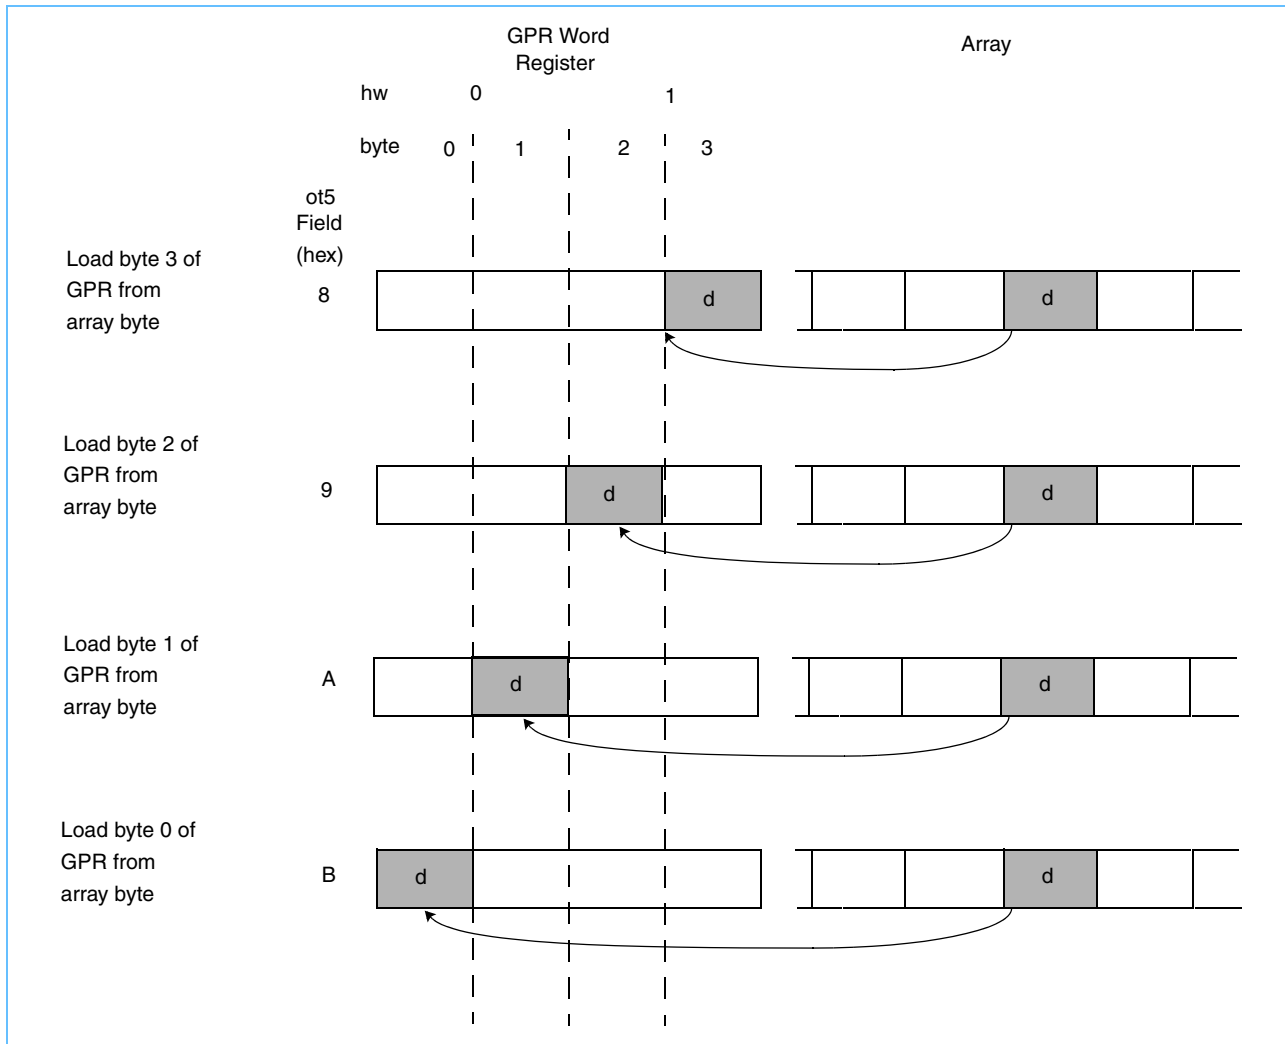 GPR Word
Register
Array
hw 0 1
byte 0 1 2 3
ot5
Field
(hex)
Load byte 3 of
GPR from
array byte
8
d
d
Load byte 2 of
GPR from
array byte
9
d
d
Load byte 1 of
GPR from
array byte
A
d
d
Load byte 0 of
GPR from
array byte
B
d
d